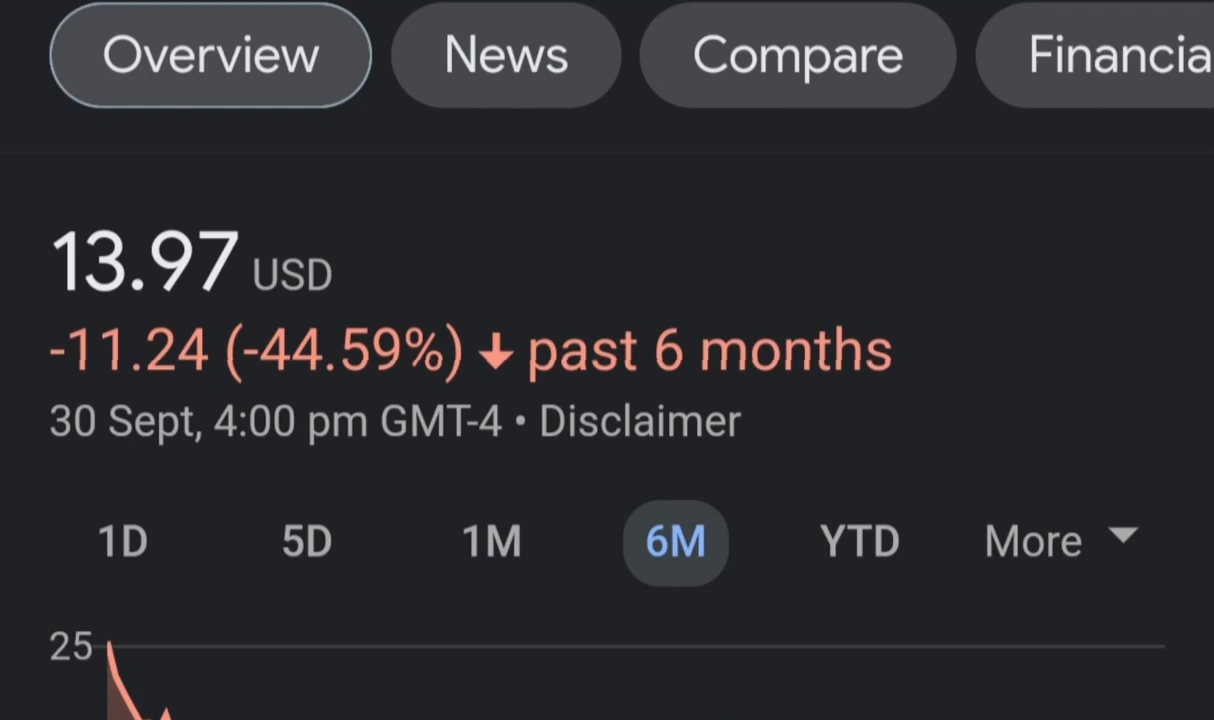 Overview News Compare Financia
13.97 USD
-11.24 (-44.59%) ↓ past 6 months
30 Sept, 4:00 pm GMT-4 • Disclaimer
1D 5D 1M 6M YTD More
25